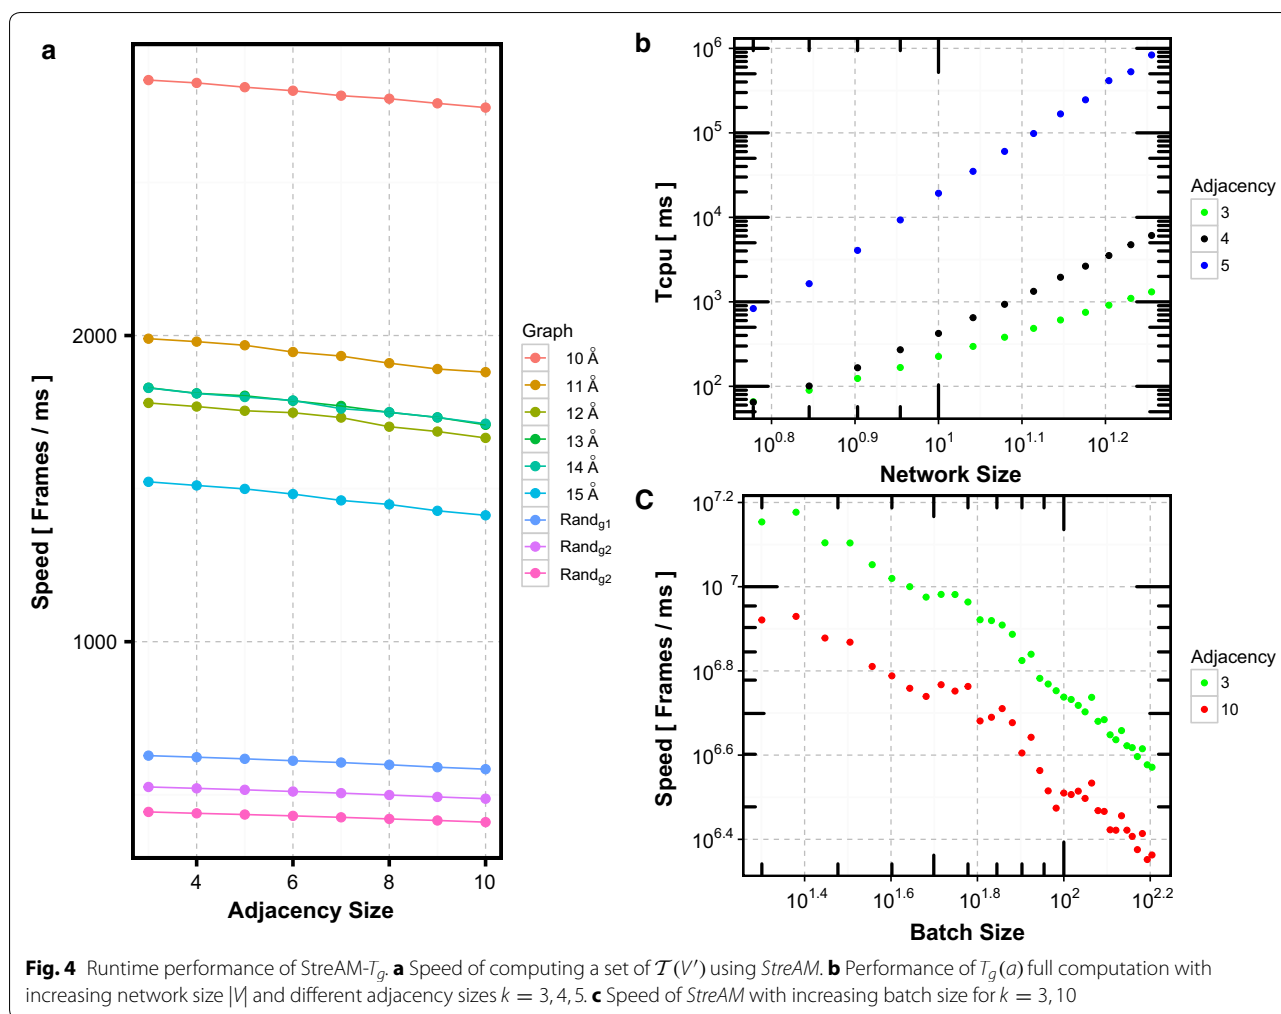 a
Speed [ Frames / ms ]
2000
1000
4
6
8
10
Adjacency Size
Graph
10 Å
11 Å
12 Å
13 Å
14 Å
15 Å
Rand_g1
Rand_g2
Rand_g2
b
Tcpu [ ms ]
10^6
10^5
10^4
10^3
10^2
10^0.8
10^0.9
10^1
10^1.1
10^1.2
Network Size
Adjacency
3
4
5
C
Speed [ Frames / ms ]
10^7.2
10^7
10^6.8
10^6.6
10^6.4
10^1.4
10^1.6
10^1.8
10^2
10^2.2
Batch Size
Adjacency
3
10
Fig. 4 Runtime performance of StreAM-T_g. a Speed of computing a set of 𝒯(V′) using StreAM. b Performance of T_g(a) full computation with
increasing network size |V| and different adjacency sizes k = 3, 4, 5. c Speed of StreAM with increasing batch size for k = 3, 10